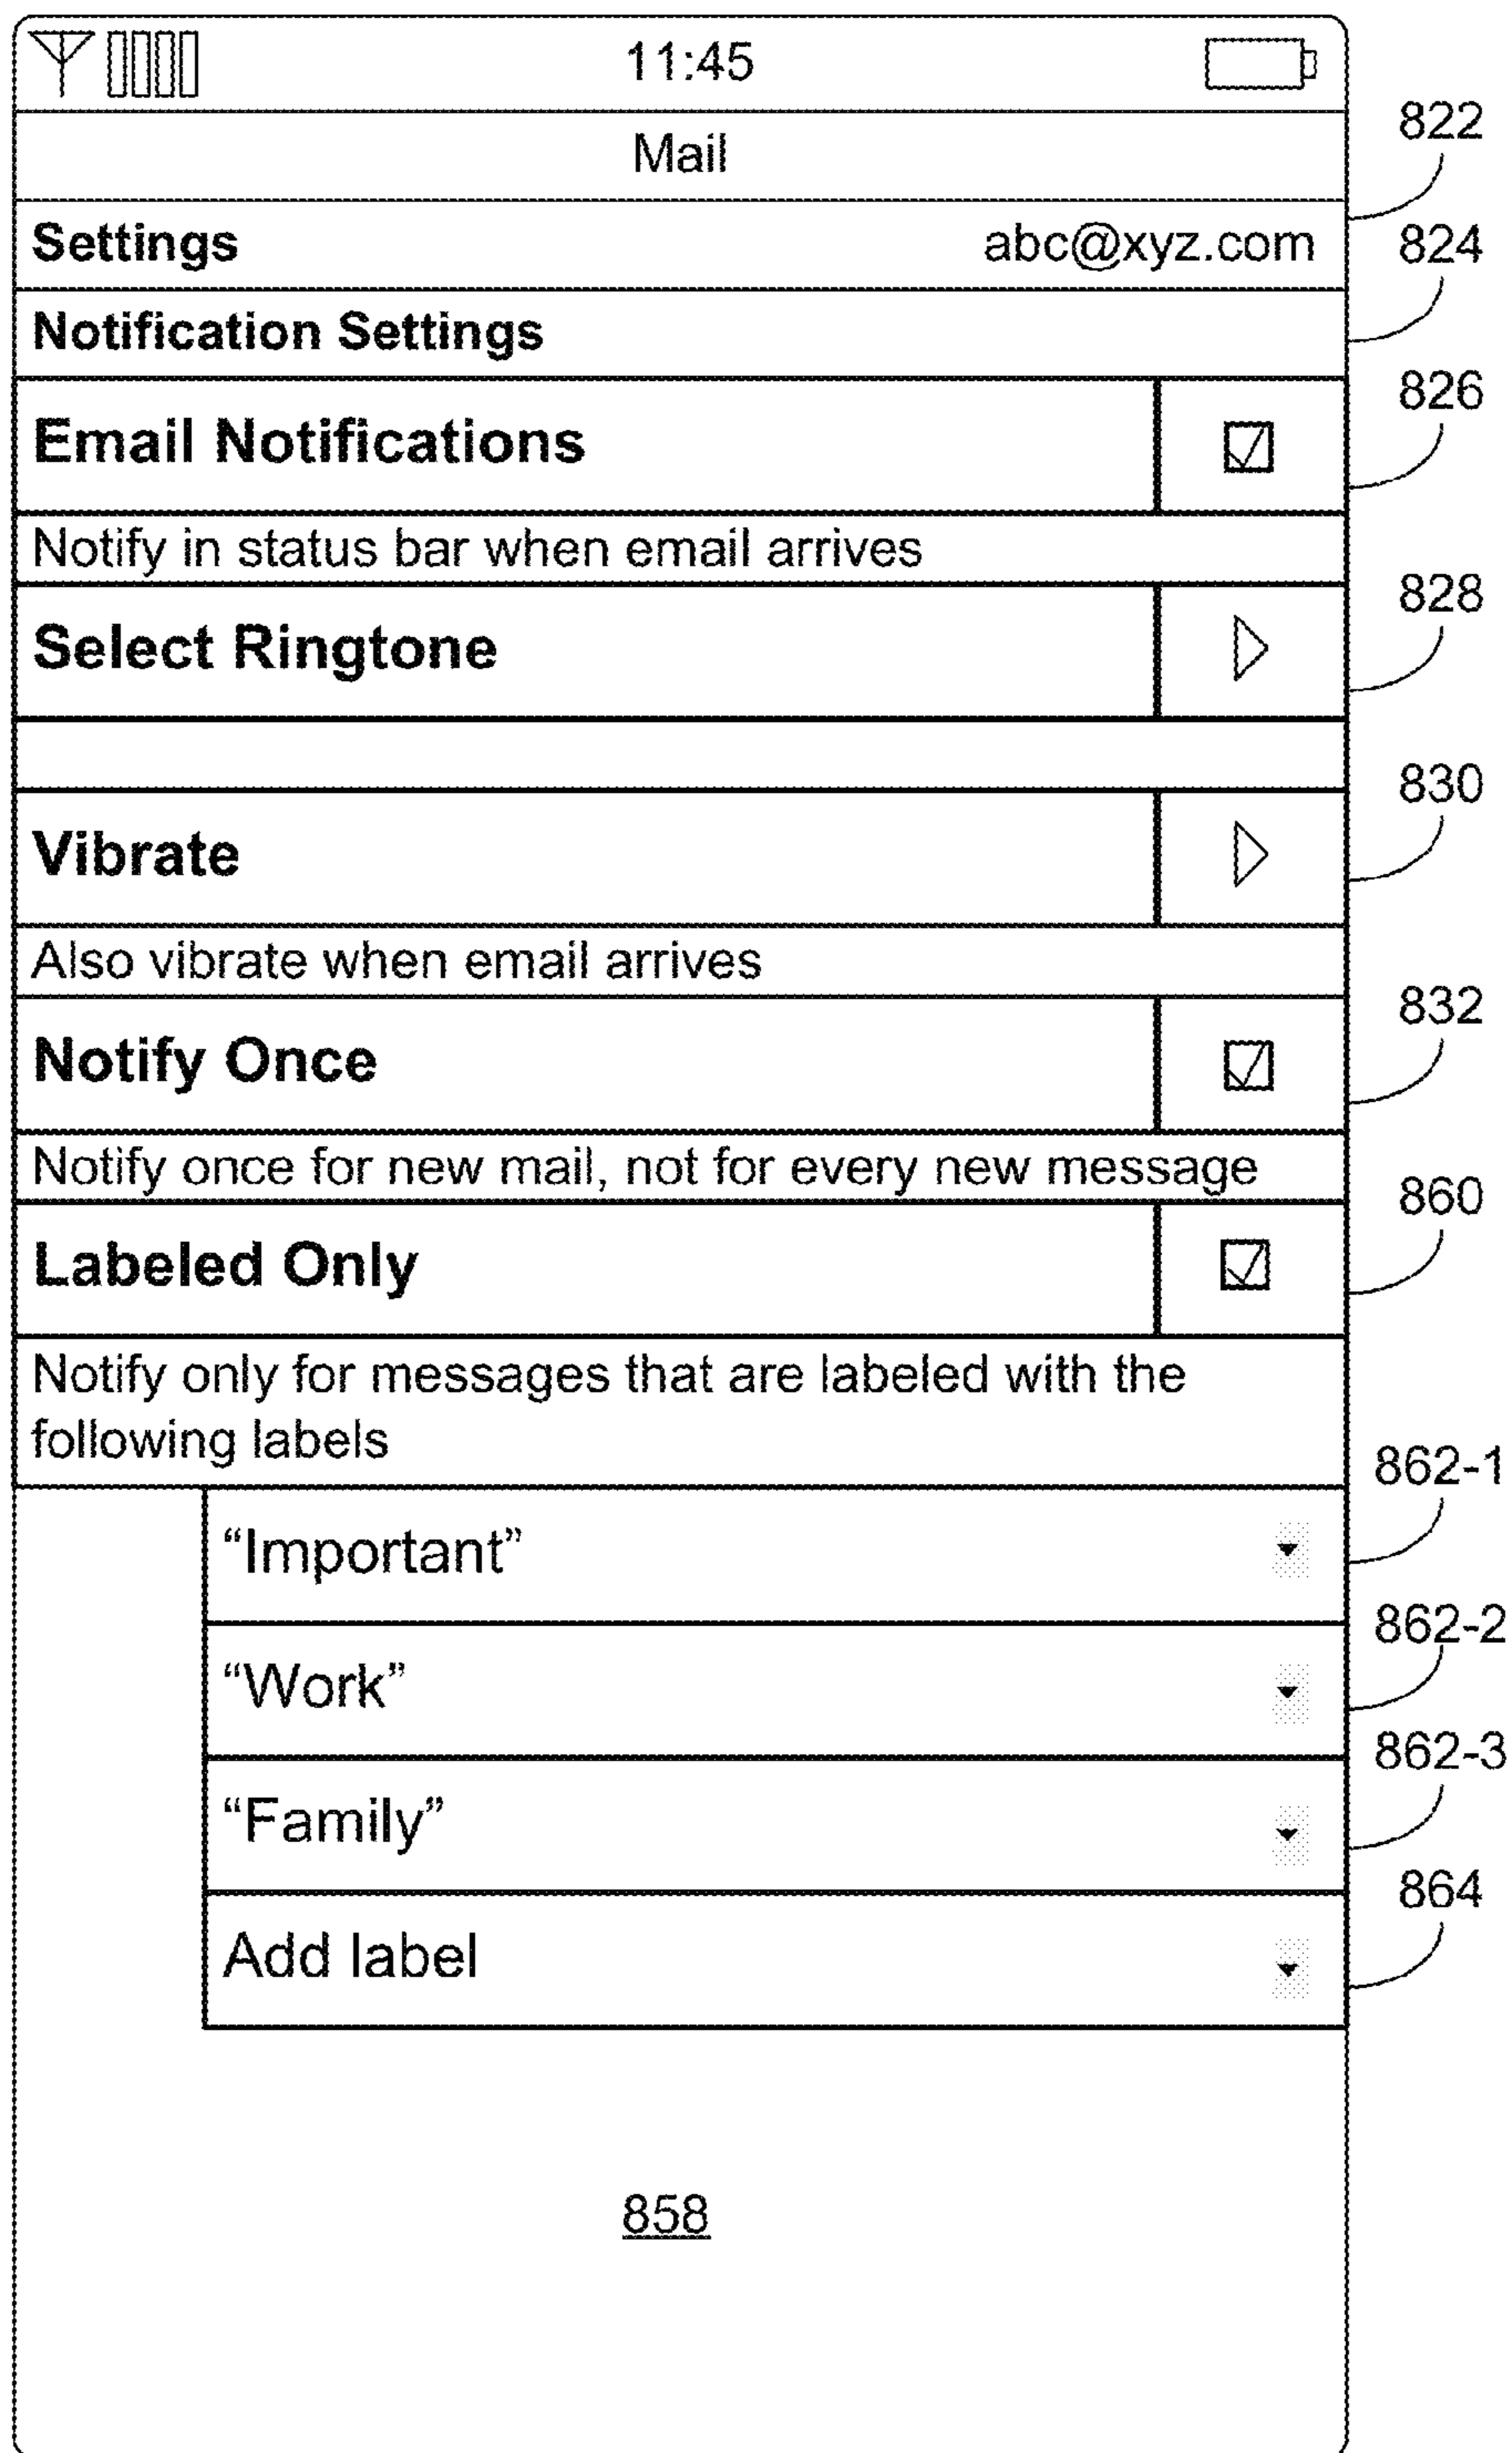 11:45
Mail
822
Settings abc@xyz.com
824
Notification Settings
826
Email Notifications
Notify in status bar when email arrives
828
Select Ringtone
830
Vibrate
Also vibrate when email arrives
832
Notify Once
Notify once for new mail, not for every new message
860
Labeled Only
Notify only for messages that are labeled with the
following labels
862-1
“Important”
862-2
“Work”
862-3
“Family”
864
Add label
858